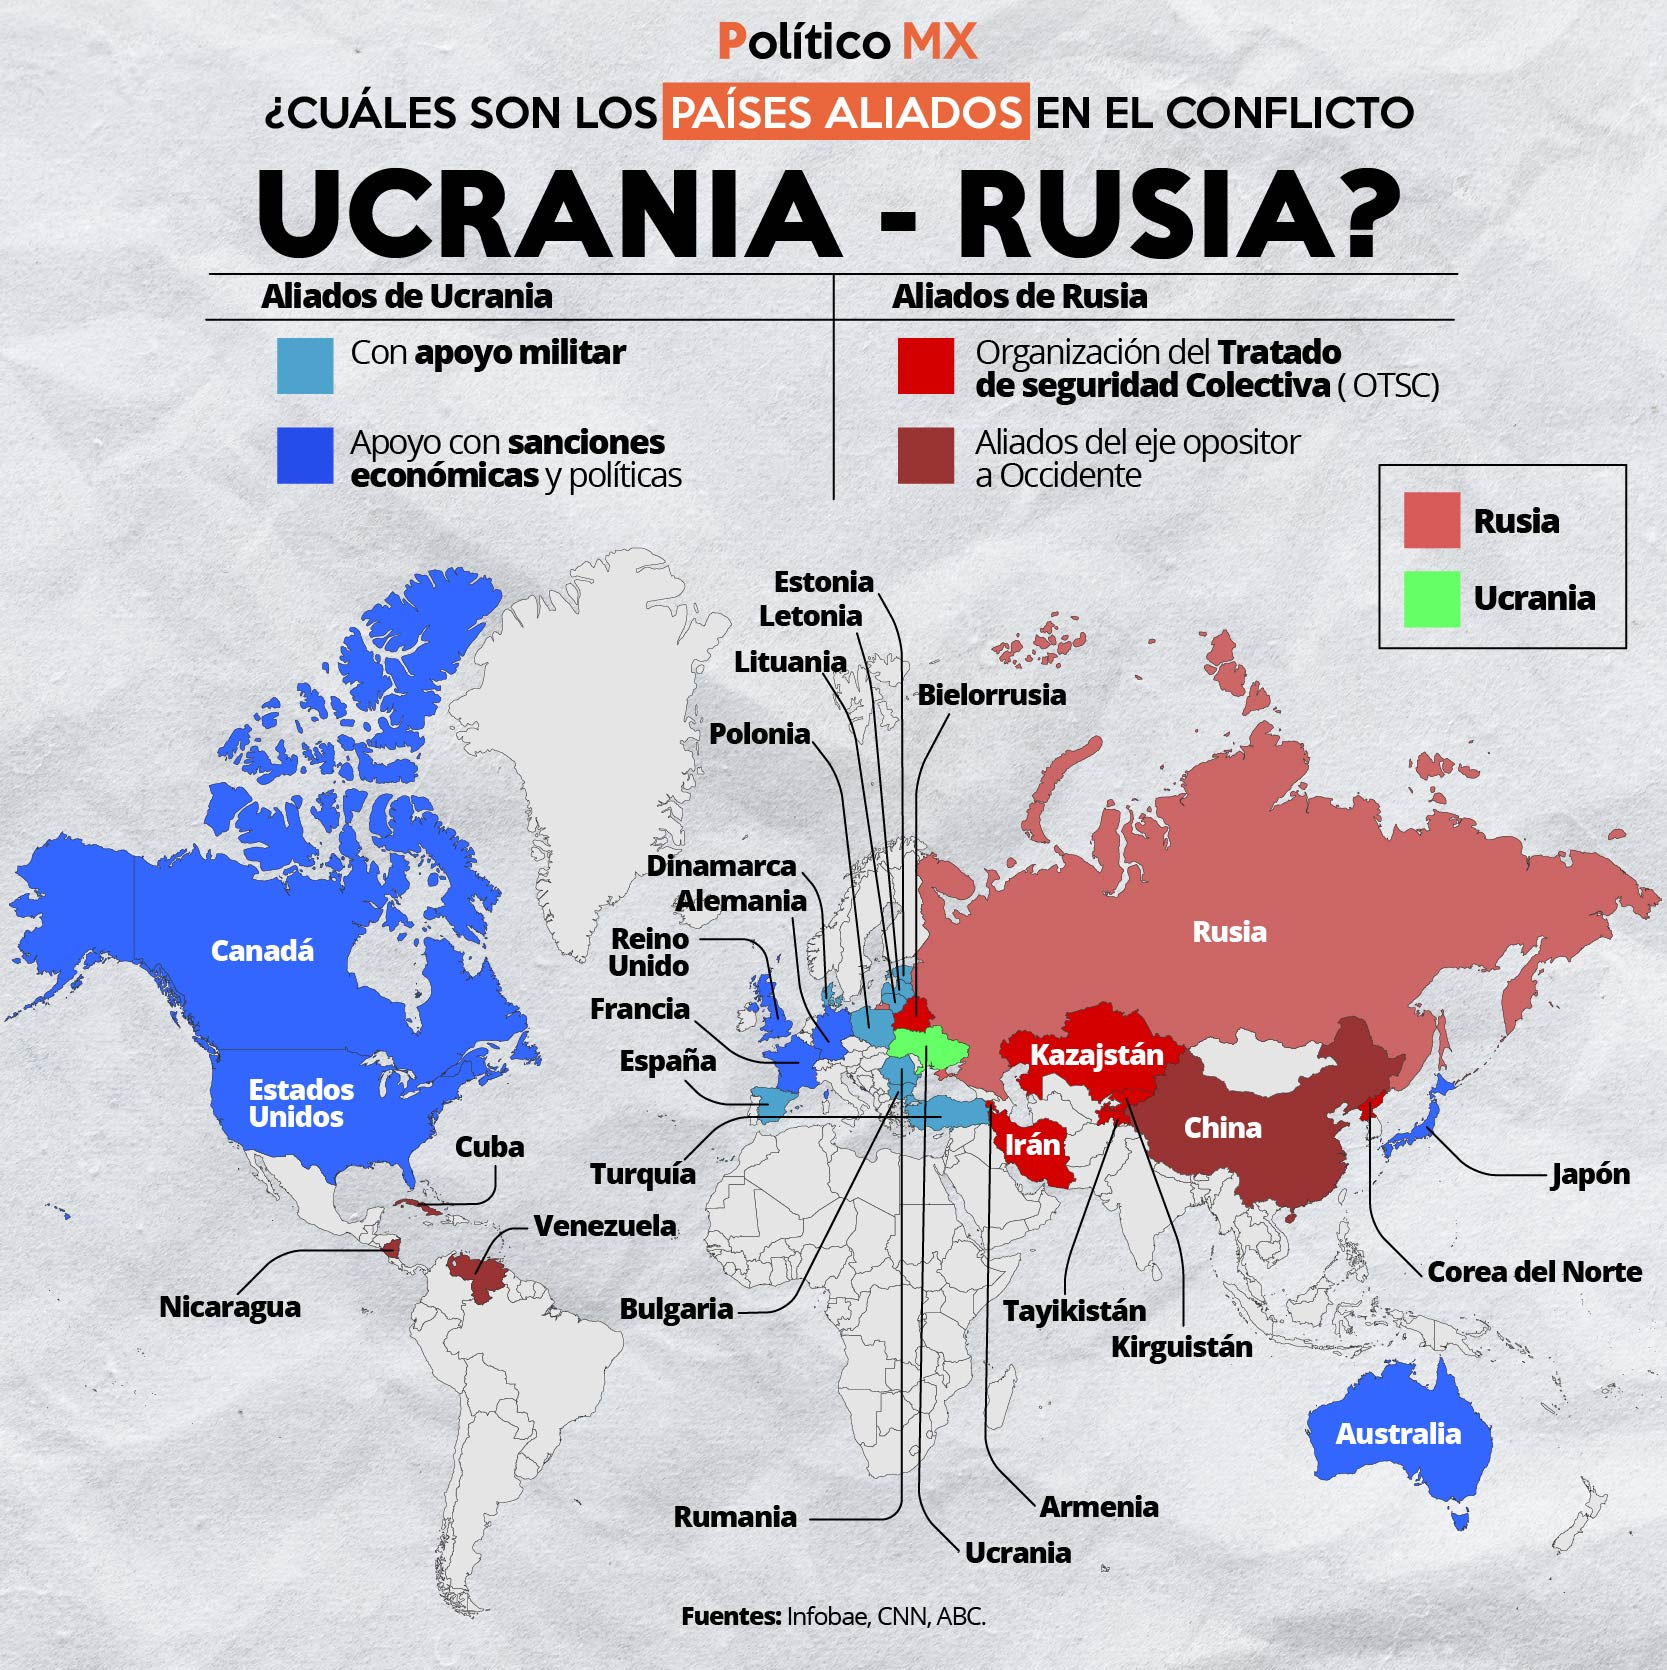 Político MX
¿CUÁLES SON LOS PAÍSES ALIADOS EN EL CONFLICTO
UCRANIA - RUSIA?
Aliados de Ucrania
Aliados de Rusia
Con apoyo militar
Apoyo con sanciones
económicas y políticas
Organización del Tratado
de seguridad Colectiva ( OTSC)
Aliados del eje opositor
a Occidente
Rusia
Ucrania
Estonia
Letonia
Lituania
Bielorrusia
Polonia
Dinamarca
Alemania
Reino
Unido
Francia
España
Turquía
Canadá
Estados
Unidos
Cuba
Venezuela
Nicaragua
Bulgaria
Rumania
Ucrania
Armenia
Rusia
Kazajstán
Irán
China
Tayikistán
Kirguistán
Japón
Corea del Norte
Australia
Fuentes: Infobae, CNN, ABC.